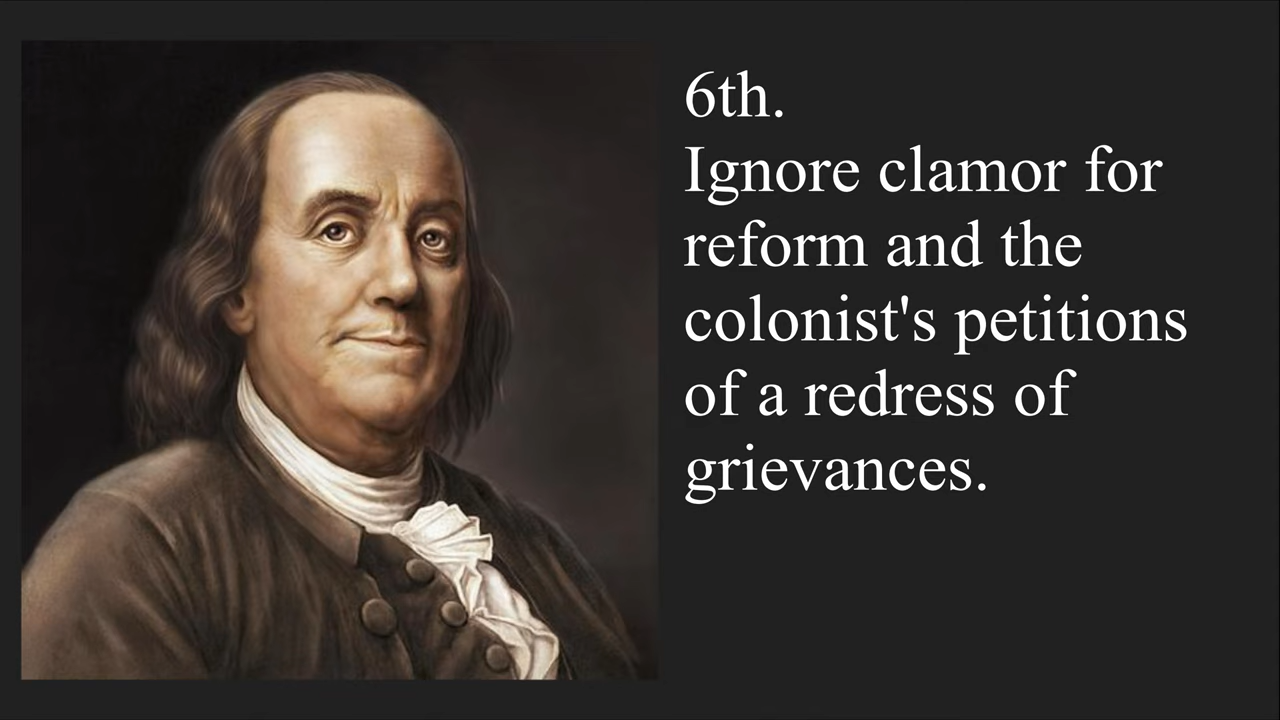 6th.
Ignore clamor for
reform and the
colonist's petitions
of a redress of
grievances.